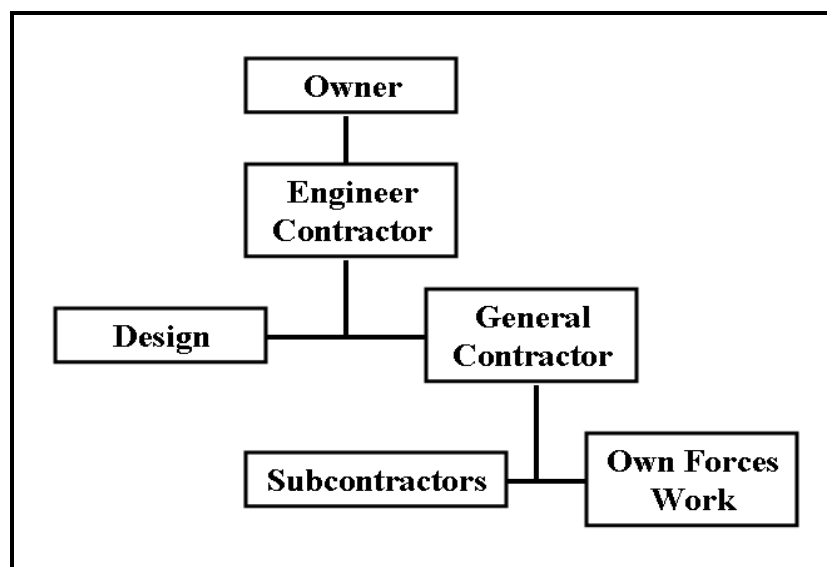 Owner
Engineer
Contractor
Design
General
Contractor
Subcontractors
Own Forces
Work